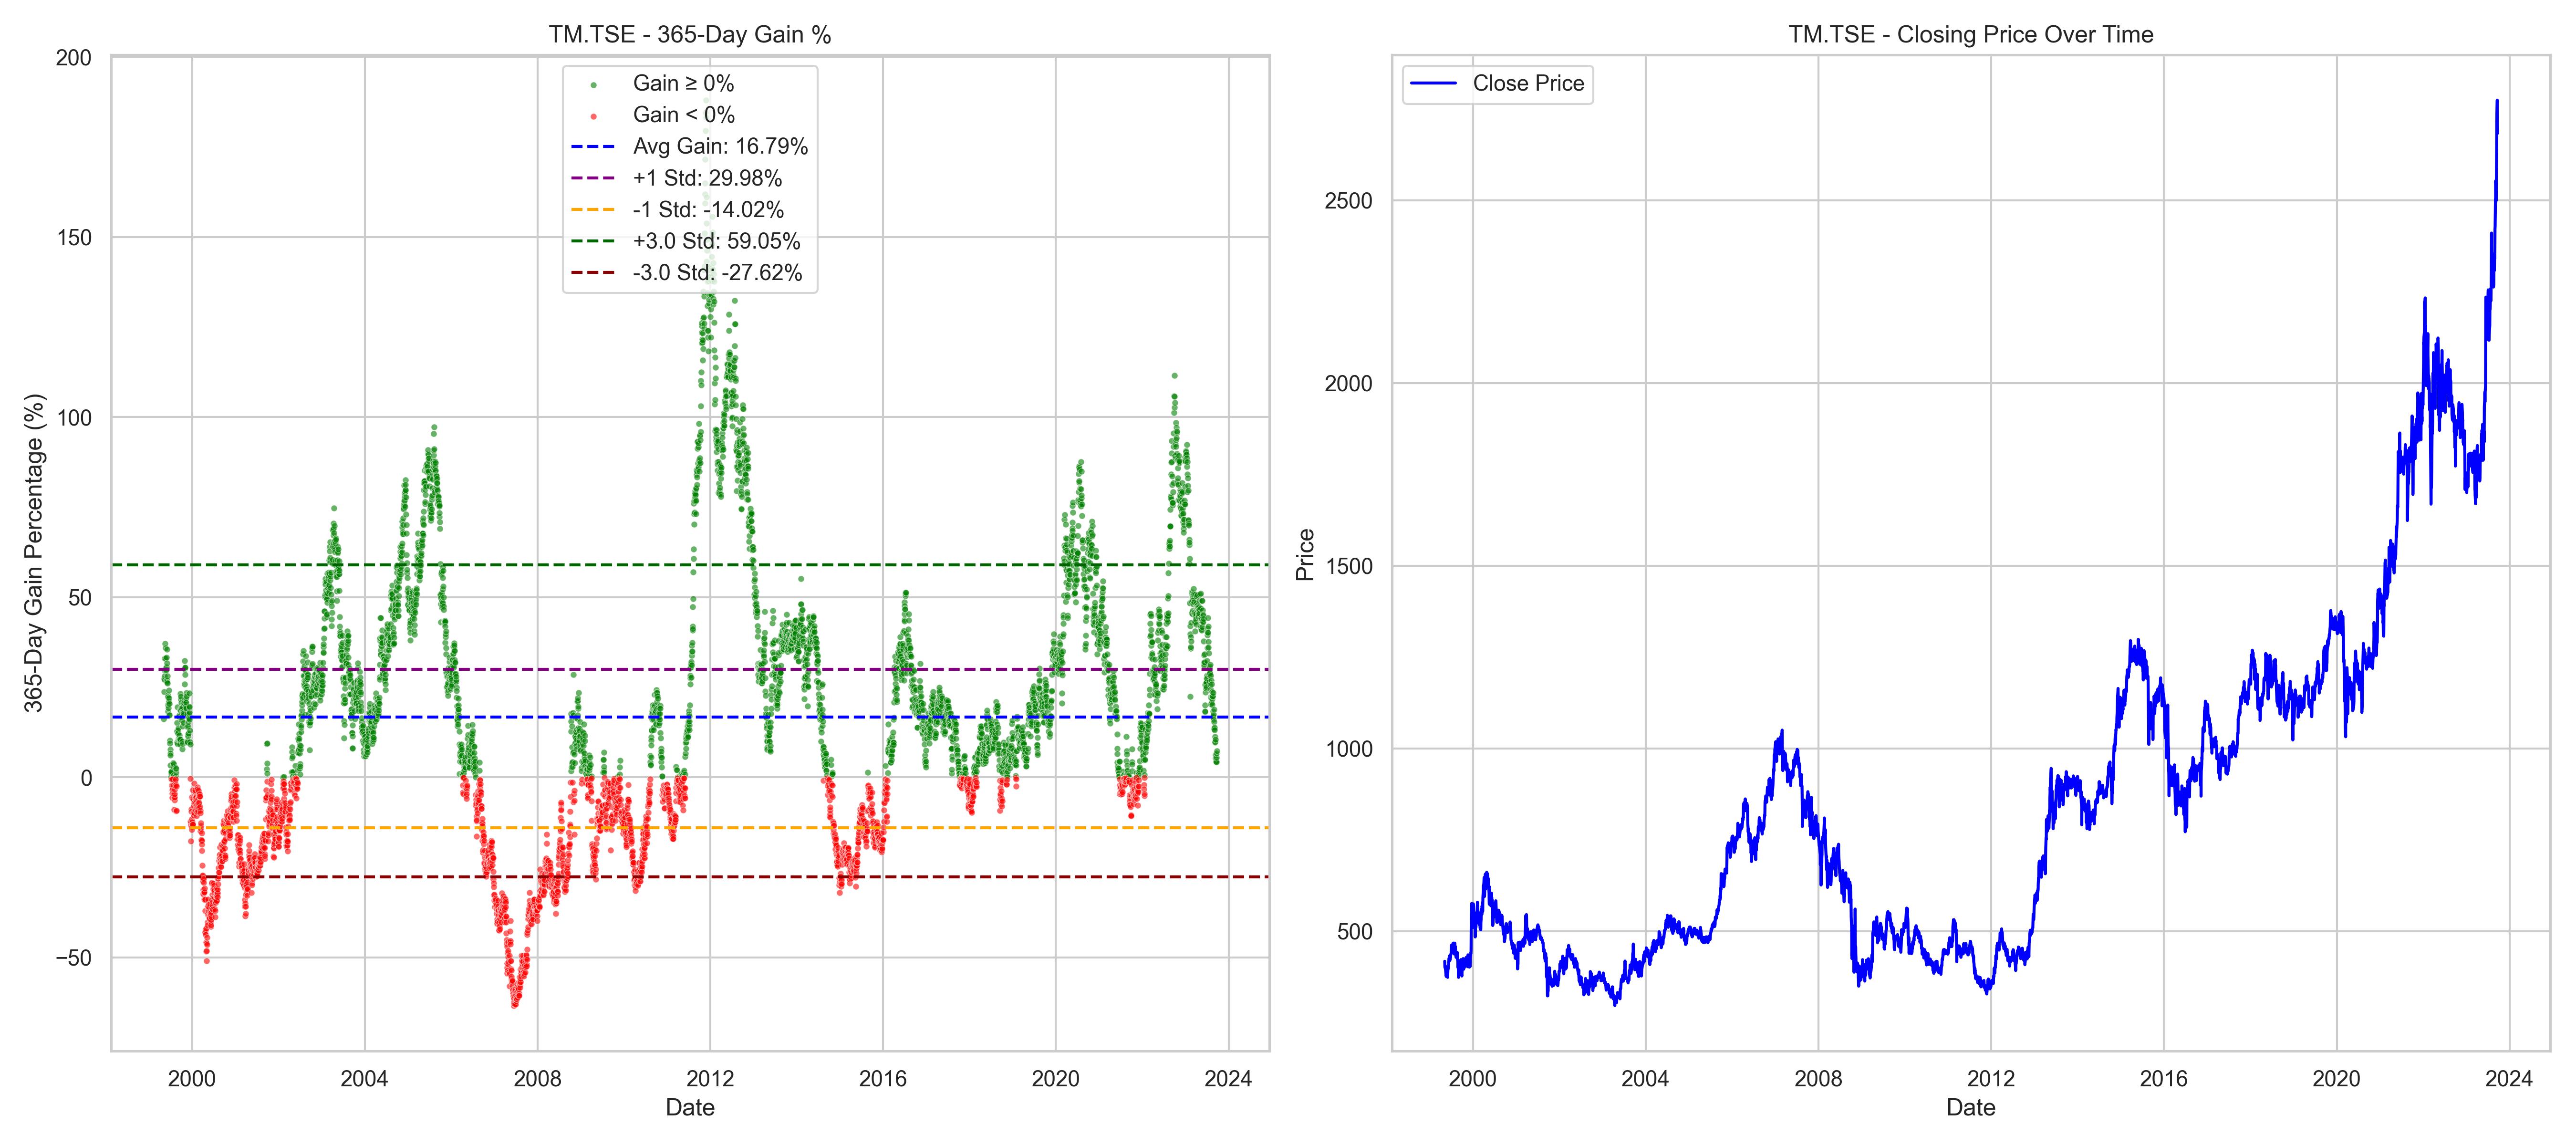 TM.TSE - 365-Day Gain %
200
150
100
50
0
−50
365-Day Gain Percentage (%)
Gain ≥ 0%
Gain < 0%
Avg Gain: 16.79%
+1 Std: 29.98%
-1 Std: -14.02%
+3.0 Std: 59.05%
-3.0 Std: -27.62%
2000 2004 2008 2012 2016 2020 2024
Date
TM.TSE - Closing Price Over Time
Close Price
2500
2000
1500
1000
500
Price
2000 2004 2008 2012 2016 2020 2024
Date